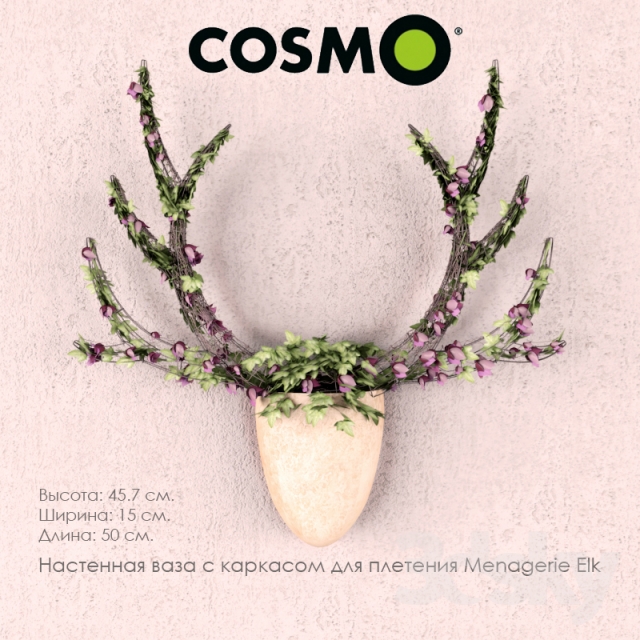 COSMO®
Высота: 45.7 см.
Ширина: 15 см.
Длина: 50 см.
Настенная ваза с каркасом для плетения Menagerie Elk